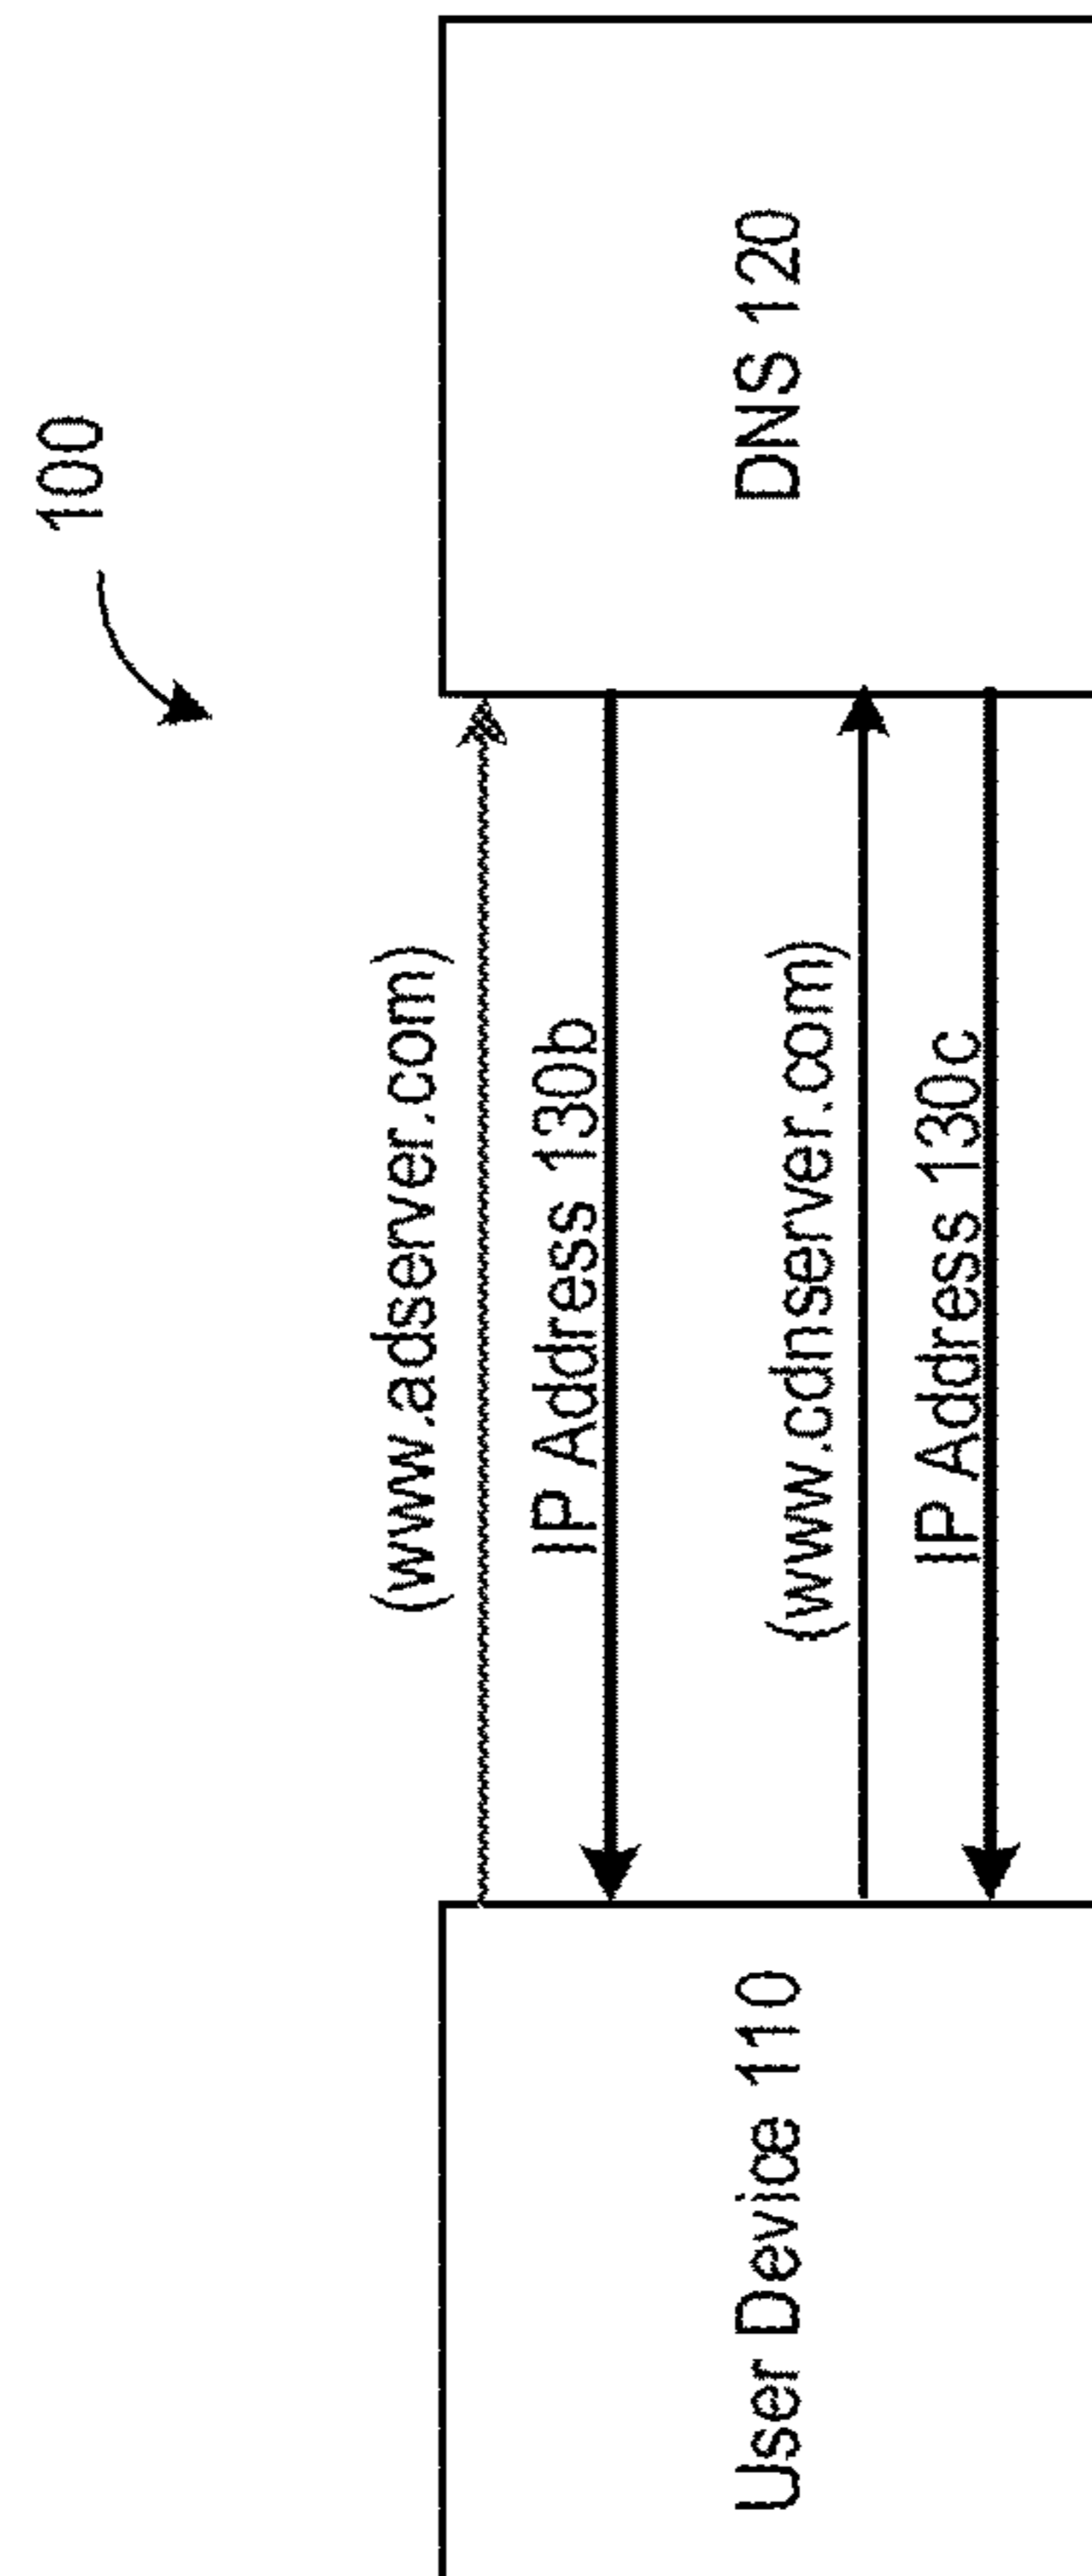 100
(www.adserver.com)
IP Address 130b
User Device 110
DNS 120
(www.cdnserver.com)
IP Address 130c